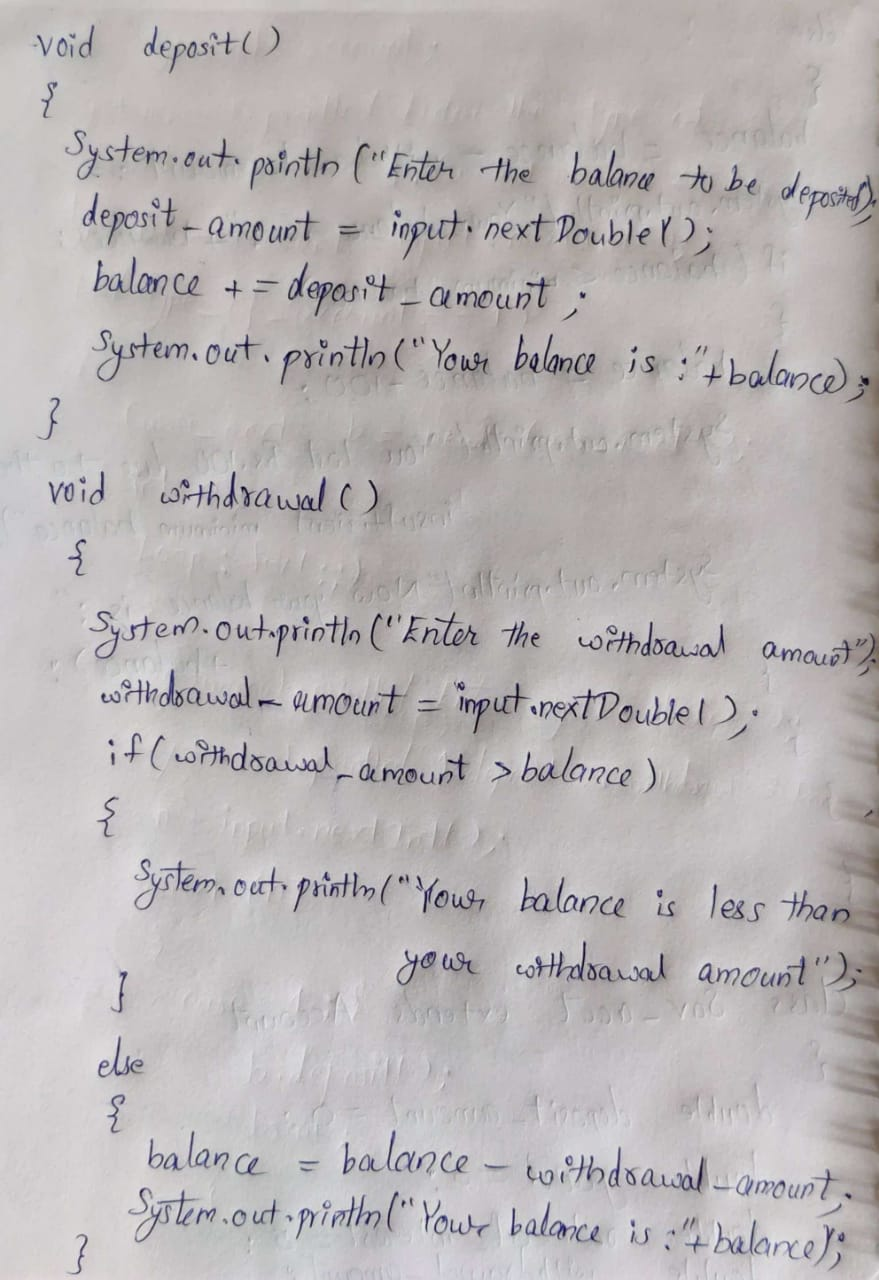 void deposit()
{
System.out.println("Enter the balance to be deposited);
deposit_amount = input.nextDouble();
balance += deposit_amount;
System.out.println("Your balance is :"+balance);
}
void withdrawal()
{
System.out.println("Enter the withdrawal amount");
withdrawal_amount = input.nextDouble();
if(withdrawal_amount >balance)
{
System.out.println("Your balance is less than
your withdrawal amount");
}
else
{
balance = balance - withdrawal_amount;
System.out.println("Your balance is :"+balance);
}